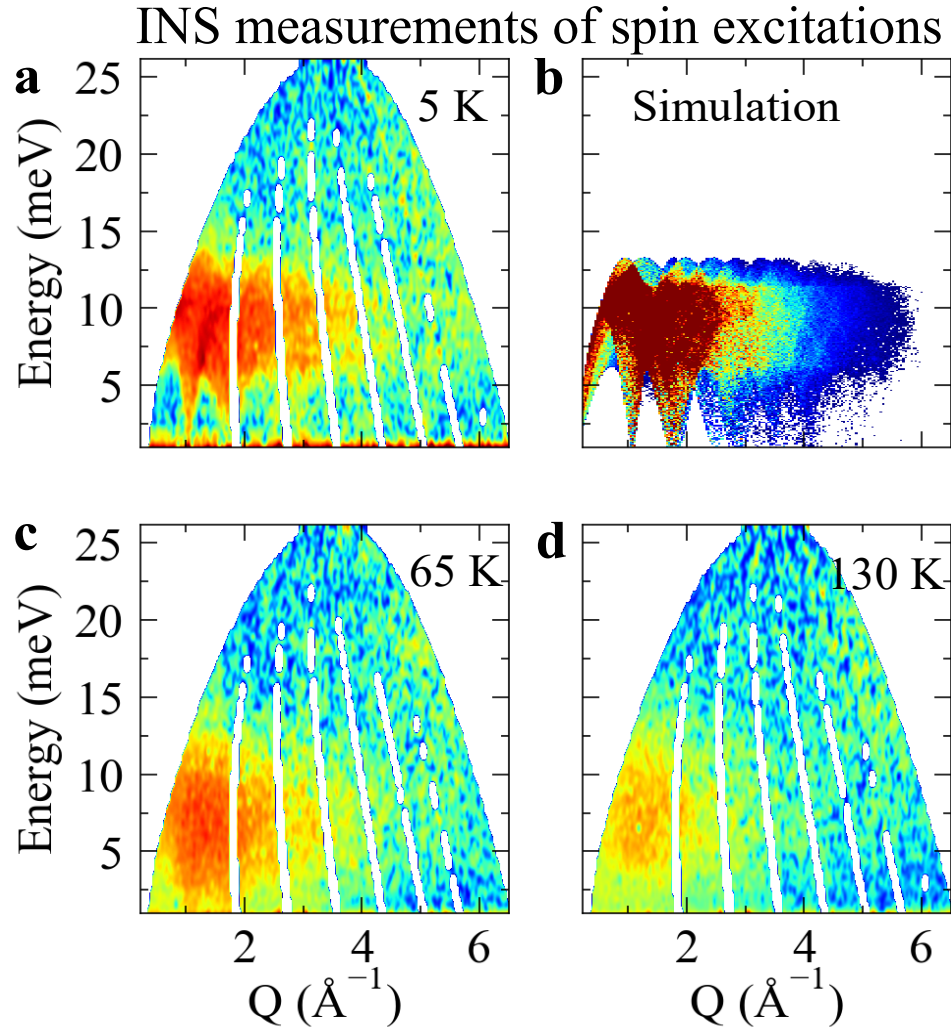 INS measurements of spin excitations
a
5 K
b
Simulation
Energy (meV)
25
20
15
10
5
c
65 K
d
130 K
Energy (meV)
25
20
15
10
5
2
4
6
2
4
6
Q (Å⁻¹)
Q (Å⁻¹)